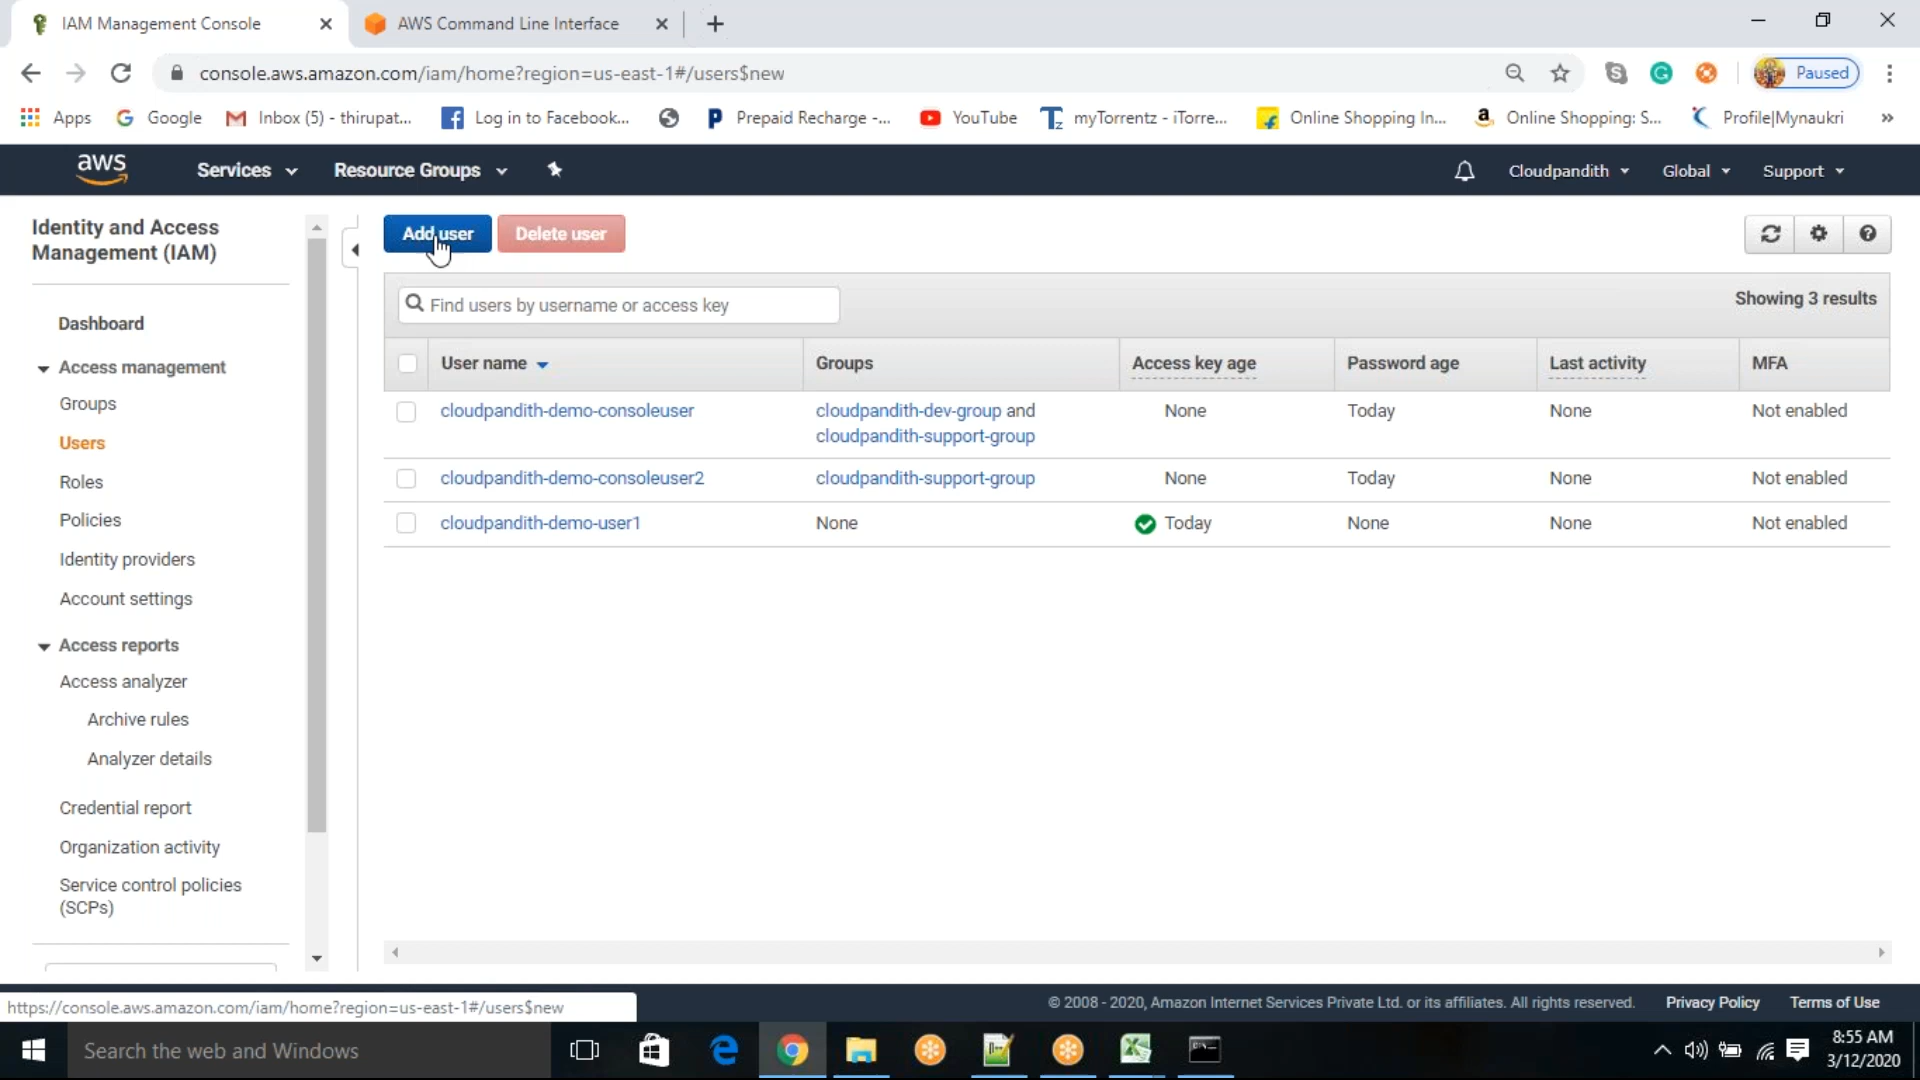 IAM Management Console
AWS Command Line Interface
console.aws.amazon.com/iam/home?region=us-east-1#/users$new
Paused
Apps
Google
Inbox (5) - thirupat...
Log in to Facebook...
Prepaid Recharge -...
YouTube
myTorrentz - iTorre...
Online Shopping In...
Online Shopping: S...
Profile|Mynaukri
»
aws
Services
Resource Groups
Cloudpandith
Global
Support
Identity and Access
Management (IAM)
Add user
Delete user
Find users by username or access key
Showing 3 results
Dashboard
Access management
Groups
Users
Roles
Policies
Identity providers
Account settings
Access reports
Access analyzer
Archive rules
Analyzer details
Credential report
Organization activity
Service control policies
(SCPs)
User name Groups Access key age Password age Last activity MFA
cloudpandith-demo-consoleuser cloudpandith-dev-group and None Today None Not enabled
cloudpandith-support-group
cloudpandith-demo-consoleuser2 cloudpandith-support-group None Today None Not enabled
cloudpandith-demo-user1 None Today None None Not enabled
https://console.aws.amazon.com/iam/home?region=us-east-1#/users$new
© 2008 - 2020, Amazon Internet Services Private Ltd. or its affiliates. All rights reserved. Privacy Policy Terms of Use
Search the web and Windows
8:55 AM
3/12/2020